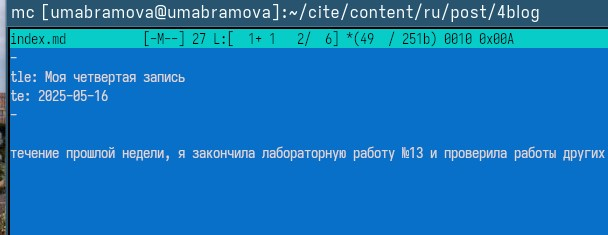 mc [umabramova@umabramova]:~/cite/content/ru/post/4blog
index.md [-M--] 27 L:[ 1+ 1 2/ 6] *(49 / 251b) 0010 0x00A
-
tle: Моя четвертая запись
te: 2025-05-16
-
течение прошлой недели, я закончила лабораторную работу №13 и проверила работы других